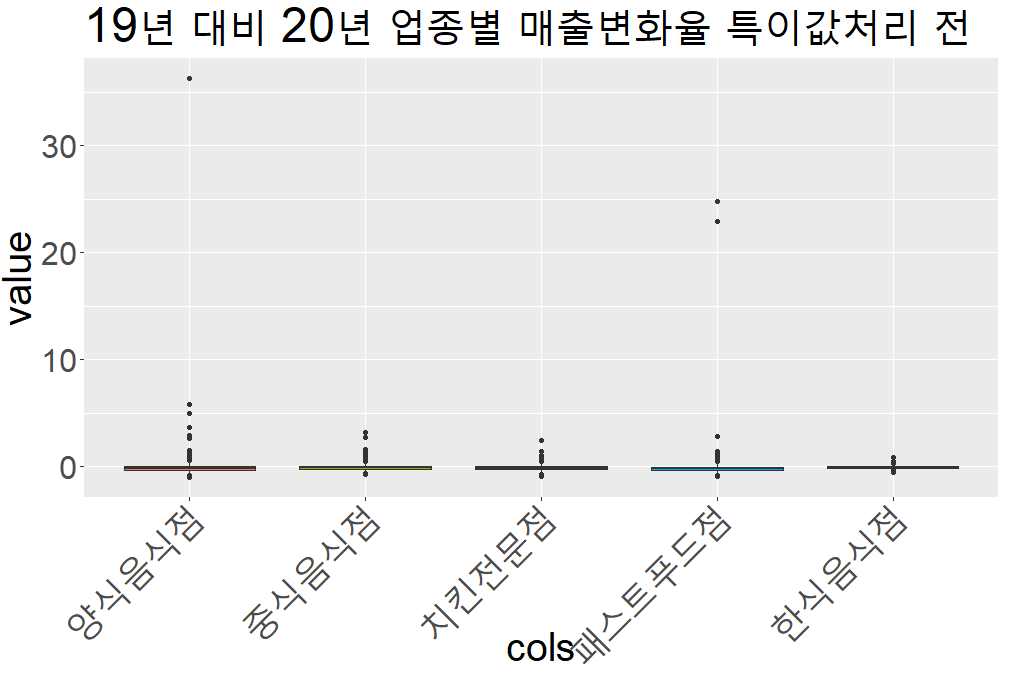 19년 대비 20년 업종별 매출변화율 특이값처리 전
value
30
20
10
0
양식음식점
중식음식점
치킨전문점
패스트푸드점
한식음식점
cols